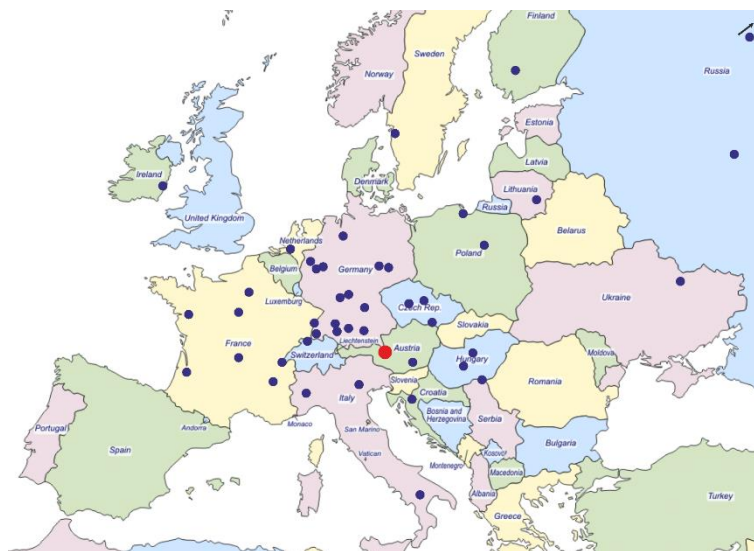 Finland
Sweden
Russia
Norway
Estonia
Latvia
Ireland
Denmark
Lithuania
Russia
United Kingdom
Belarus
Netherlands
Poland
Belgium
Germany
Ukraine
Luxemburg
Czech Rep.
Slovakia
France
Liechtenstein
Austria
Moldova
Switzerland
Hungary
Slovenia
Romania
Croatia
Italy
Bosnia and
Herzegovina
Serbia
Monaco
San Marino
Andorra
Portugal
Spain
Bulgaria
Kosovo
Vatican
Montenegro
Macedonia
Albania
Turkey
Greece